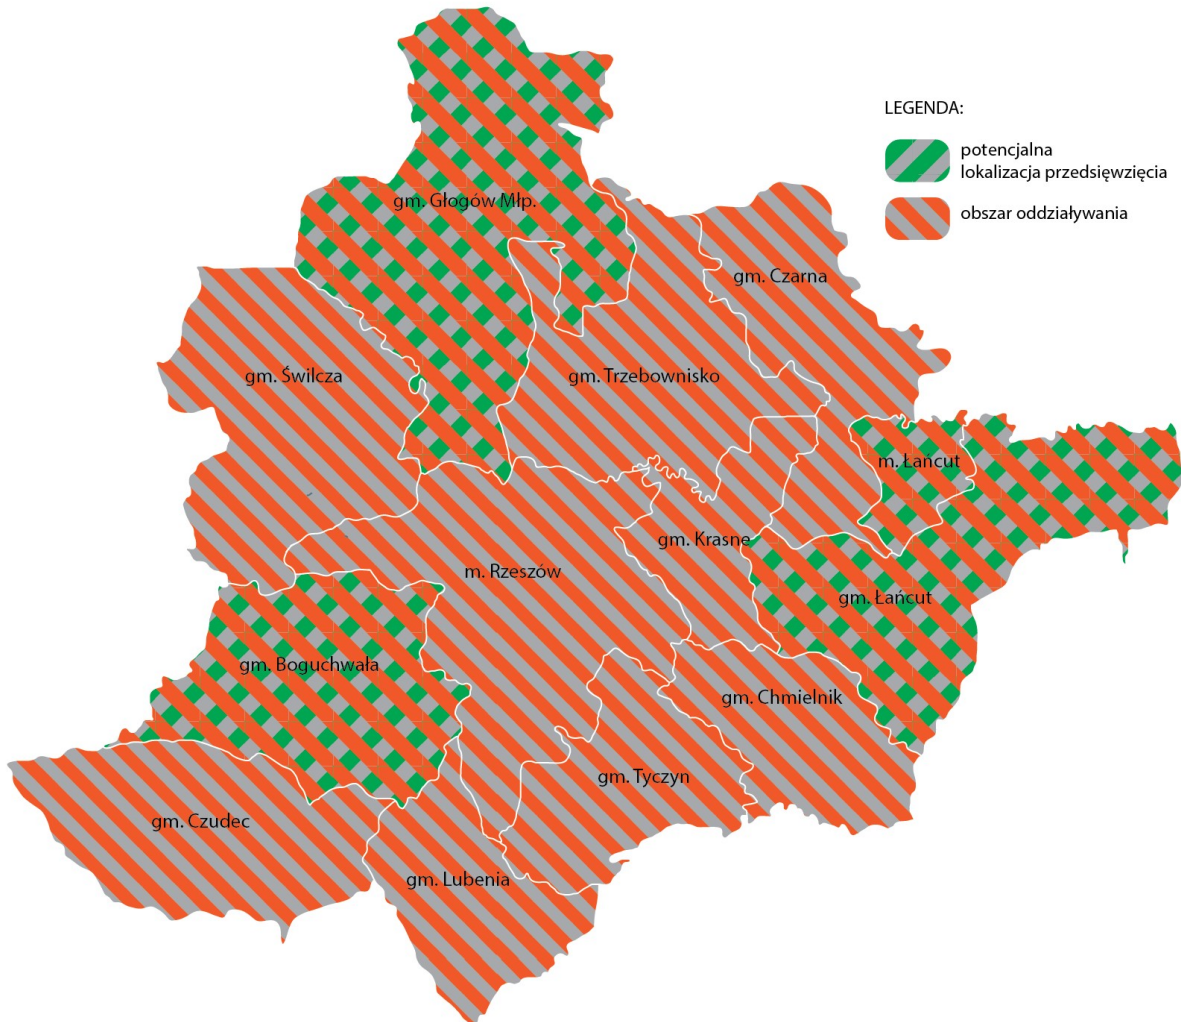 LEGENDA:
potencjalna
lokalizacja przedsięwzięcia
obszar oddziaływania
gm. Głogów Młp.
gm. Czarna
gm. Świlcza
gm. Trzebownisko
m. Łańcut
gm. Krasne
m. Rzeszów
gm. Łańcut
gm. Boguchwała
gm. Chmielnik
gm. Tyczyn
gm. Czudec
gm. Lubenia